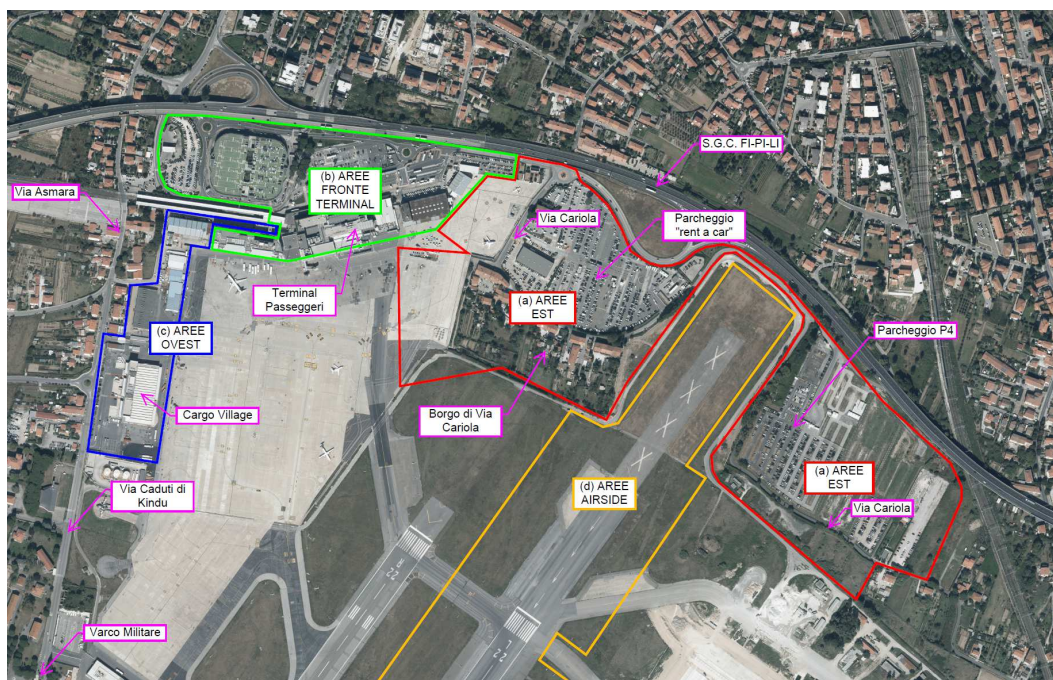 S.G.C. FI-PI-LI
(b) AREE
FRONTE
TERMINAL
Via Asmara
Via Cariola
Parcheggio
"rent a car"
Terminal
Passeggeri
(a) AREE
EST
(c) AREE
OVEST
Parcheggio P4
Cargo Village
Borgo di Via
Cariola
(a) AREE
EST
Via Caduti di
Kindu
(d) AREE
AIRSIDE
Via Cariola
22
22
L
Varco Militare